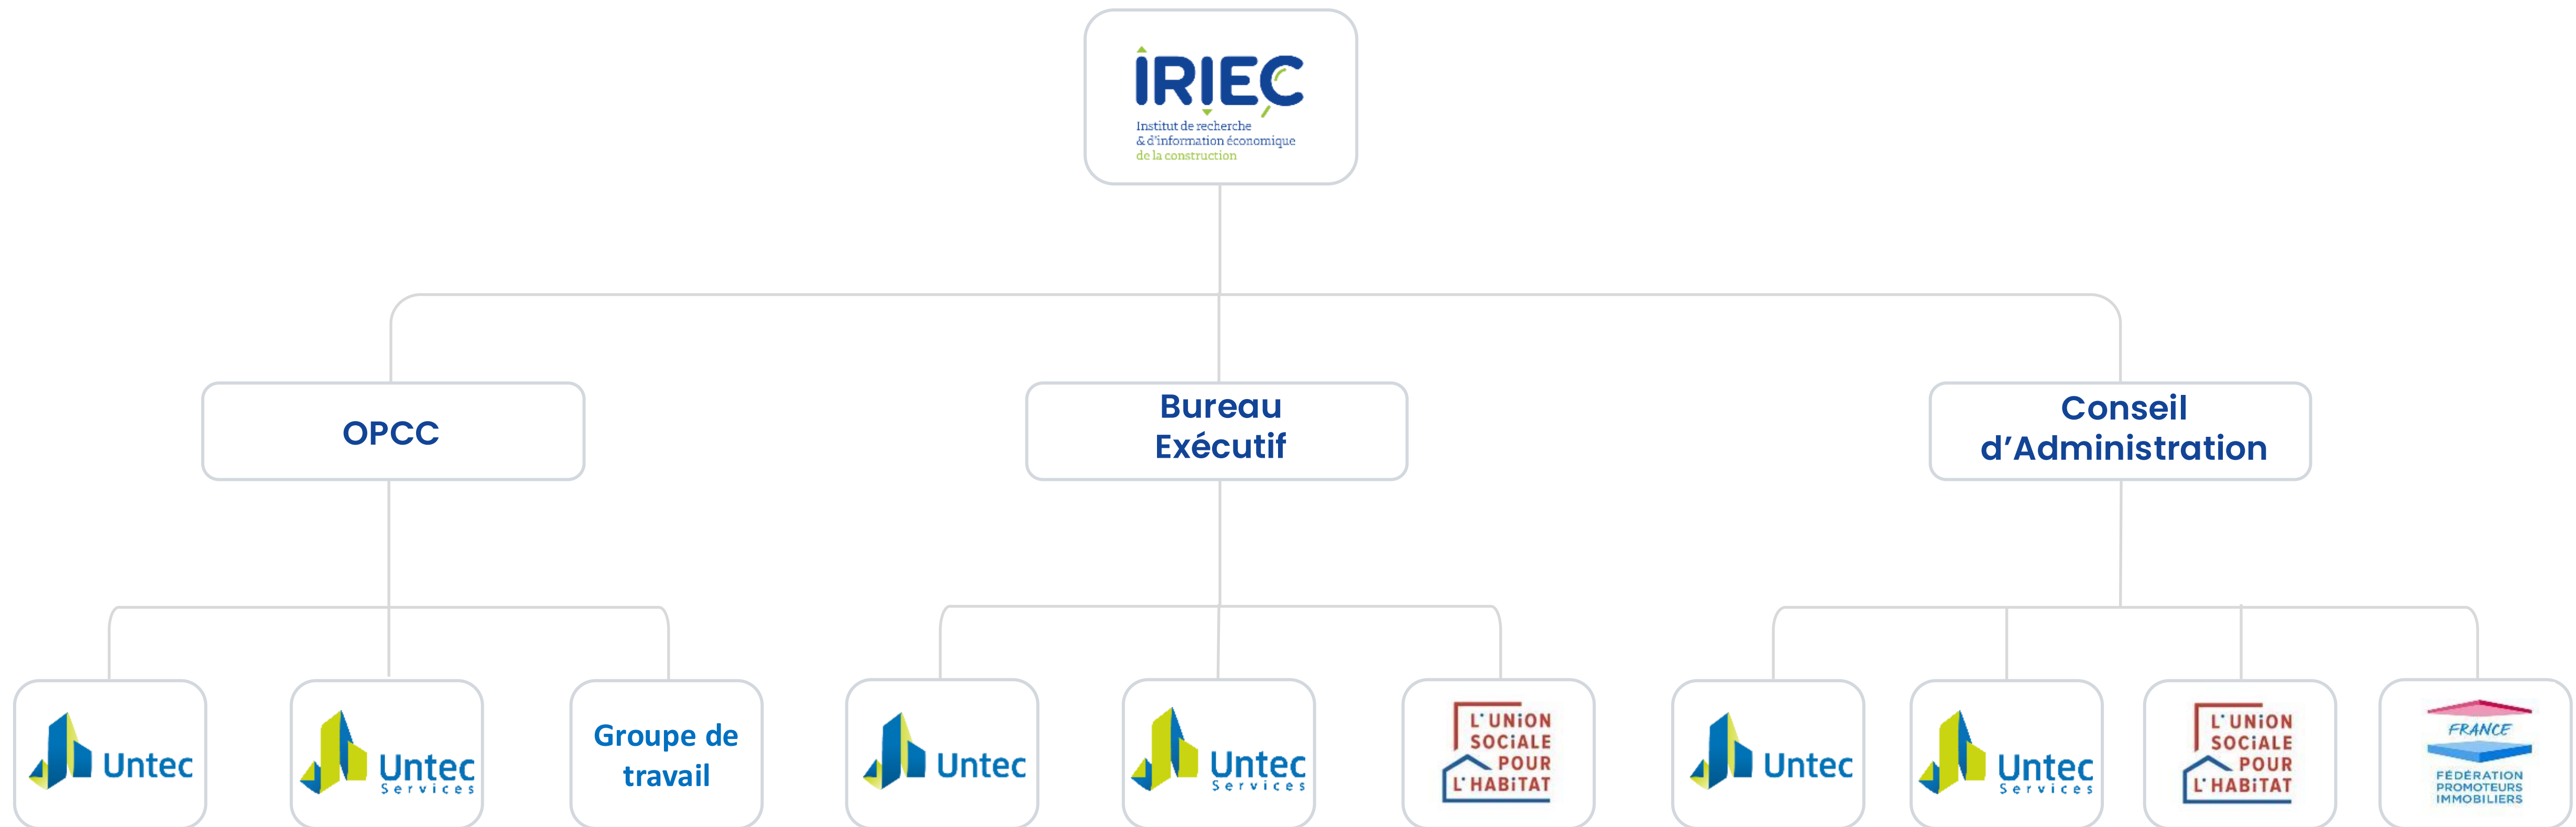 iRIEC
Institut de recherche
& d'information économique
de la construction
OPCC
Bureau
Exécutif
Conseil
d’Administration
Untec
Untec
Services
Groupe de
travail
Untec
Untec
Services
L'UNiON
SOCiALE
POUR
L'HABiTAT
Untec
Untec
Services
L'UNiON
SOCiALE
POUR
L'HABiTAT
FRANCE
FÉDÉRATION
PROMOTEURS
IMMOBILIERS